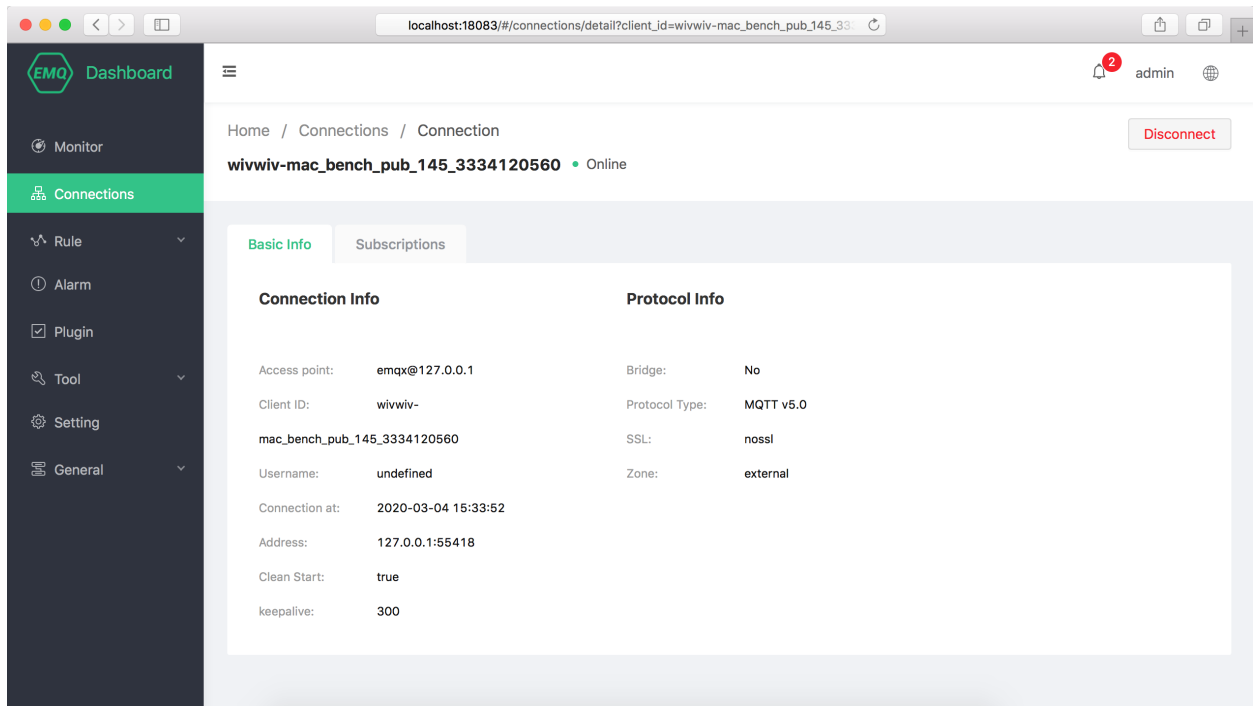 localhost:18083/#/connections/detail?client_id=wivwiv-mac_bench_pub_145_33
EMQ Dashboard
2
admin
Monitor
Connections
Rule
Alarm
Plugin
Tool
Setting
General
Home / Connections / Connection
Disconnect
wivwiv-mac_bench_pub_145_3334120560 • Online
Basic Info Subscriptions
Connection Info
Access point: emqx@127.0.0.1
Client ID: wivwiv-
mac_bench_pub_145_3334120560
Username: undefined
Connection at: 2020-03-04 15:33:52
Address: 127.0.0.1:55418
Clean Start: true
keepalive: 300
Protocol Info
Bridge: No
Protocol Type: MQTT v5.0
SSL: nossl
Zone: external